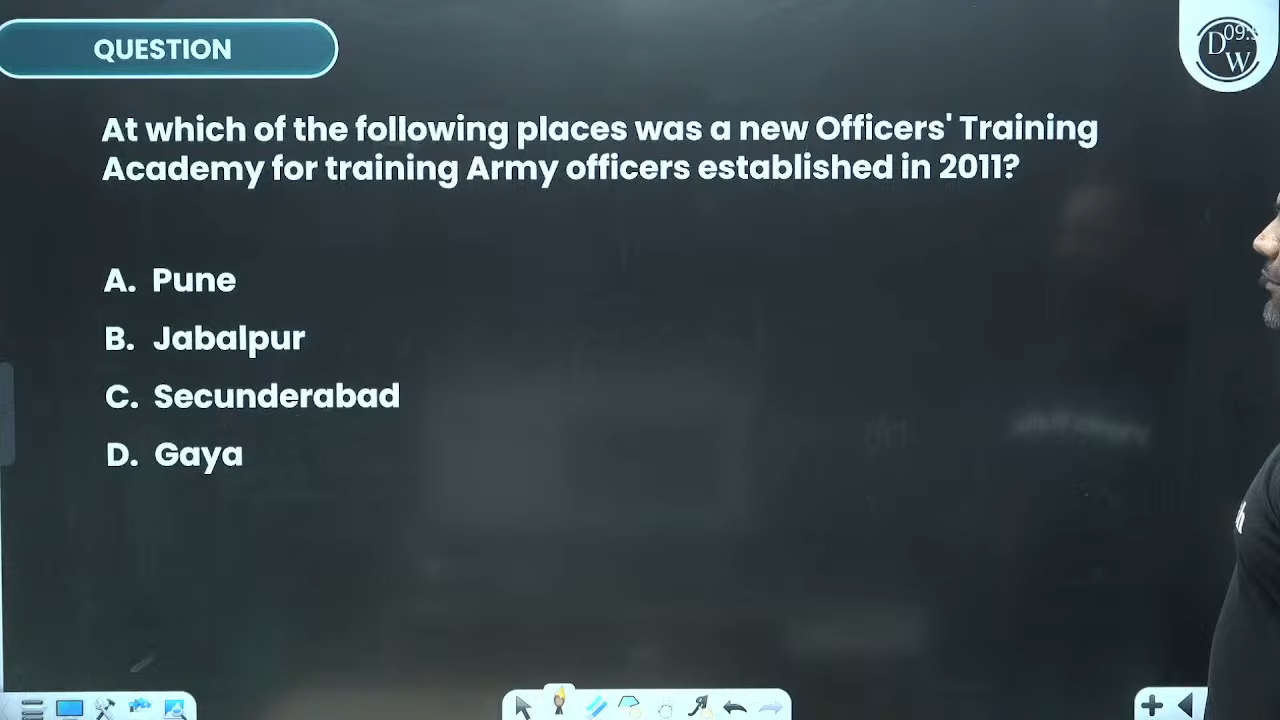 QUESTION
09:
D
W
At which of the following places was a new Officers' Training
Academy for training Army officers established in 2011?
A. Pune
B. Jabalpur
C. Secunderabad
D. Gaya
h